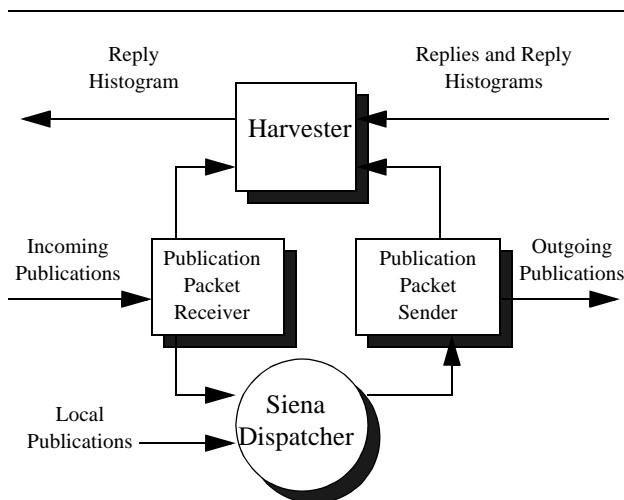 Reply
Histogram
Replies and Reply
Histograms
Harvester
Incoming
Publications
Publication
Packet
Receiver
Publication
Packet
Sender
Outgoing
Publications
Siena
Dispatcher
Local
Publications